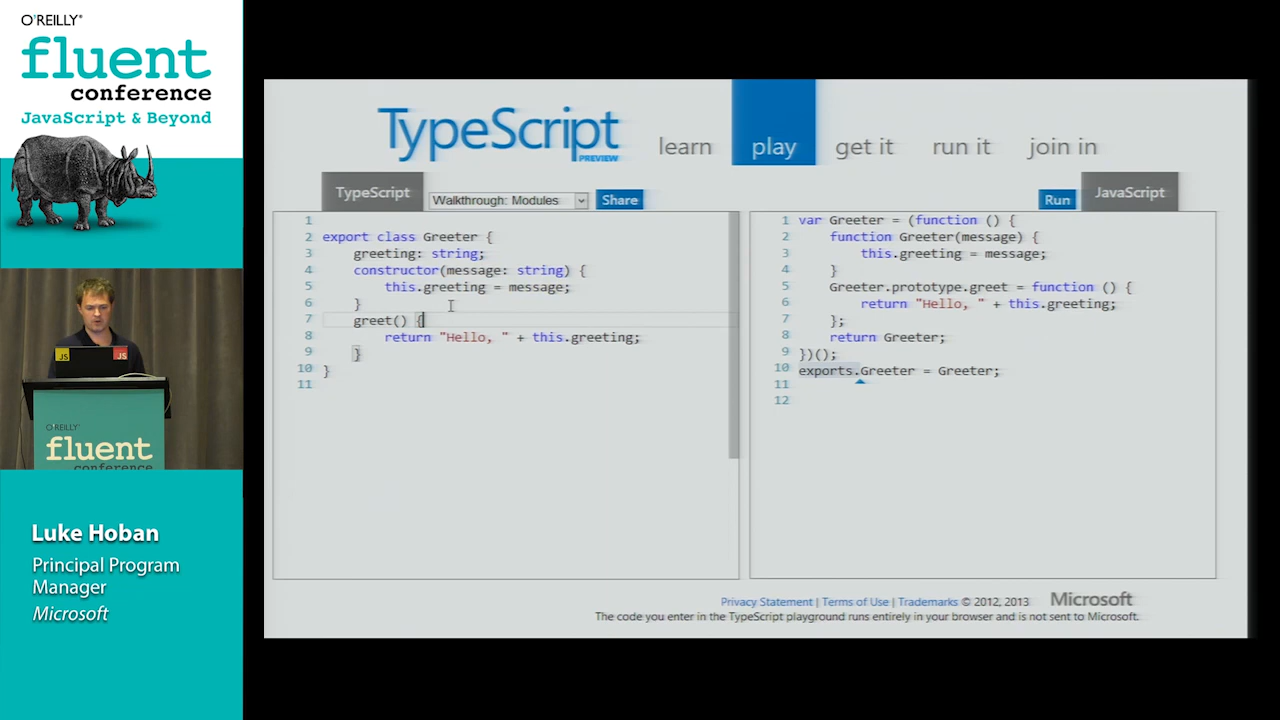 O'REILLY®
fluent
conference
JavaScript & Beyond
TypeScript
PREVIEW
learn
play
get it
run it
join in
TypeScript
Walkthrough: Modules
Share
Run
JavaScript
1
2 export class Greeter {
3 greeting: string;
4 constructor(message: string) {
5 this.greeting = message;
6 }
7 greet() {
8 return "Hello, " + this.greeting;
9 }
10 }
11
1 var Greeter = (function () {
2 function Greeter(message) {
3 this.greeting = message;
4 }
5 Greeter.prototype.greet = function () {
6 return "Hello, " + this.greeting;
7 };
8 return Greeter;
9 })();
10 exports.Greeter = Greeter;
11
12
Privacy Statement | Terms of Use | Trademarks © 2012, 2013 Microsoft
The code you enter in the TypeScript playground runs entirely in your browser and is not sent to Microsoft.
JS
JS
O'REILLY
fluent
conference
Luke Hoban
Principal Program
Manager
Microsoft